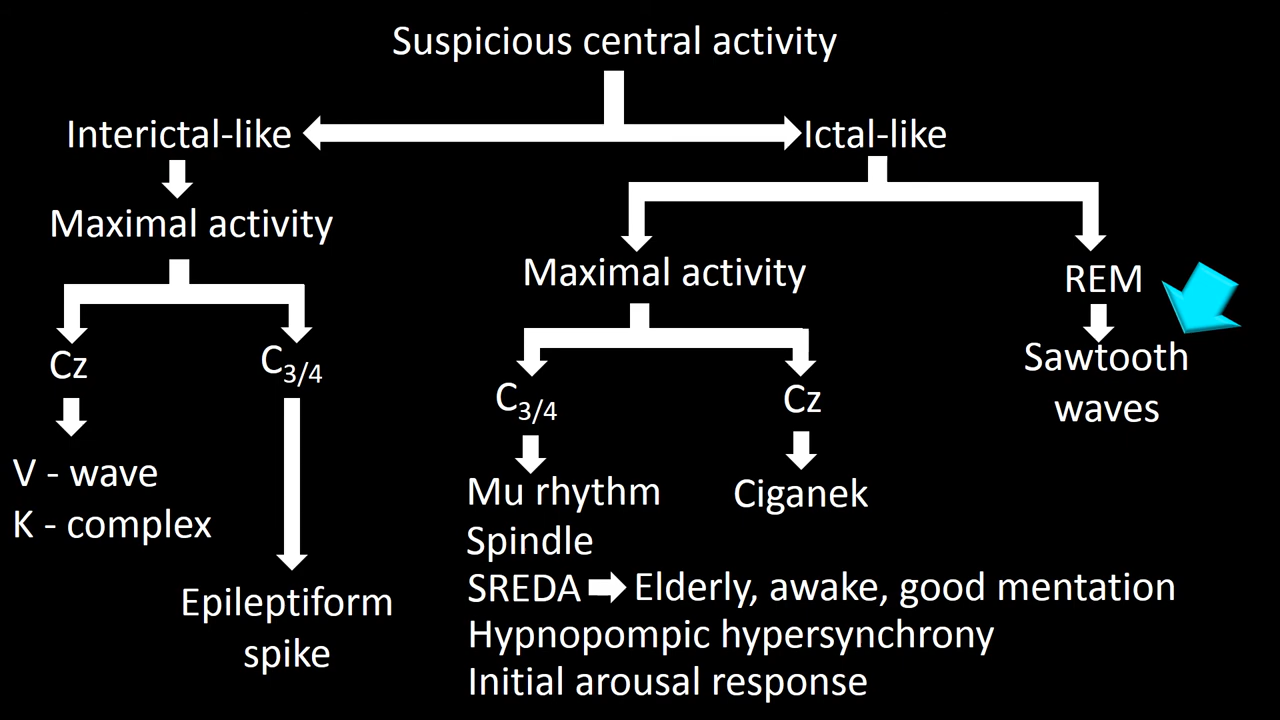 Suspicious central activity
Interictal-like
Ictal-like
Maximal activity
Maximal activity
REM
Cz
C3/4
Sawtooth
waves
C3/4
Cz
V - wave
K - complex
Mu rhythm
Ciganek
Spindle
SREDA
Elderly, awake, good mentation
Epileptiform
spike
Hypnopompic hypersynchrony
Initial arousal response